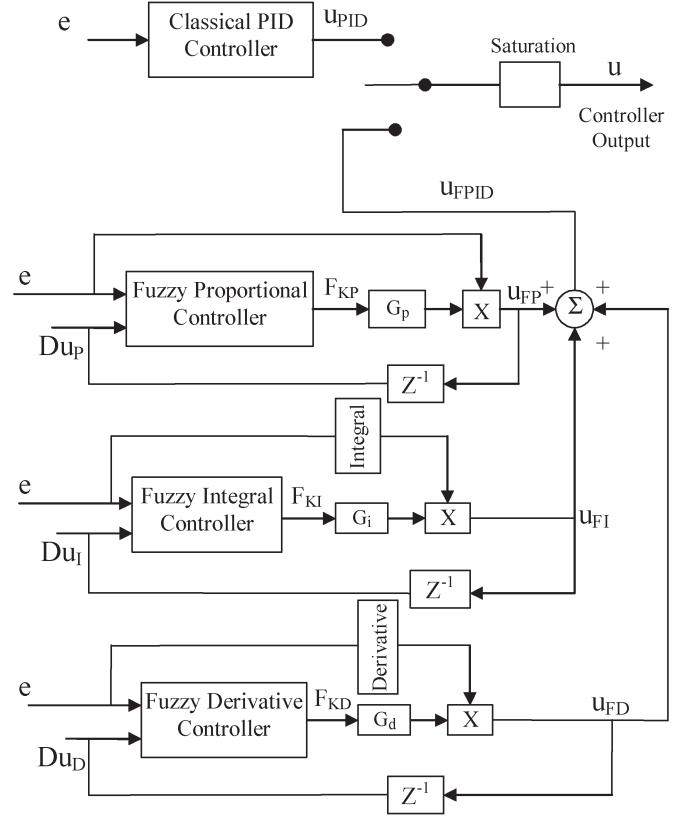 e
Classical PID
Controller
uPID
Saturation
u
Controller
Output
uFPID
e
Fuzzy Proportional
Controller
FKP
Gp
X
uFP
+
Σ
+
+
DuP
Z-1
Integral
e
Fuzzy Integral
Controller
FKI
Gi
X
uFI
DuI
Z-1
Derivative
e
Fuzzy Derivative
Controller
FKD
Gd
X
uFD
DuD
Z-1